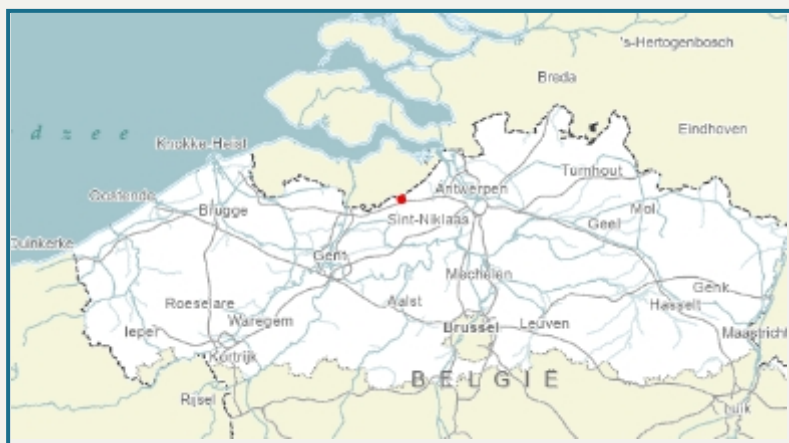 's-Hertogenbosch
Breda
Eindhoven
d z e e
Knokke-Heist
Turnhout
Antwerpen
Oostende
Mol
Brugge
Sint-Niklaas
Geel
Duinkerke
Gent
Mechelen
Genk
Roeselare
Aalst
Hasselt
Waregem
Brussel
Leuven
Ieper
Maastricht
Kortrijk
BELGIË
Rijsel
Luik